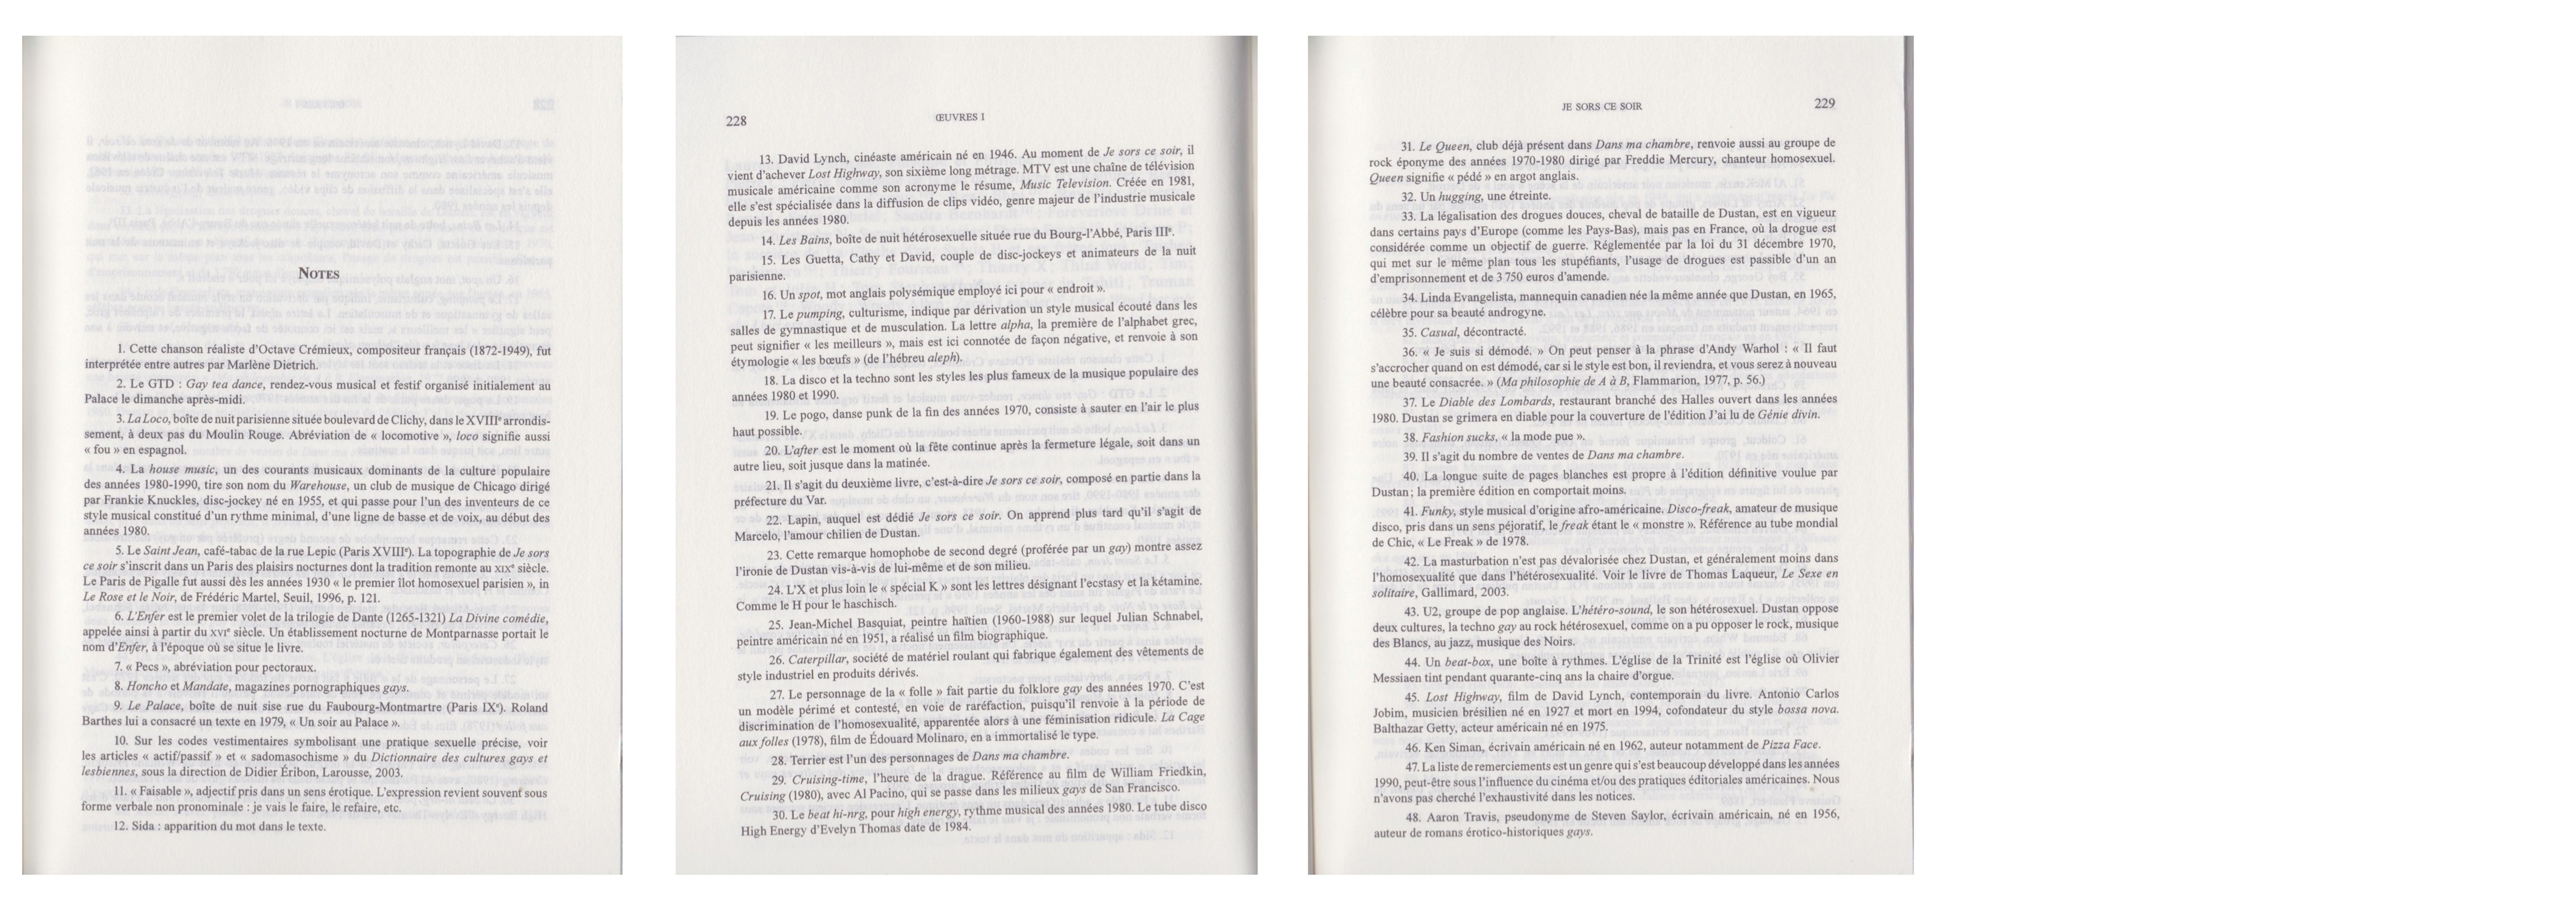 NOTES
1. Cette chanson réaliste d'Octave Crémieux, compositeur français (1872-1949), fut
interprétée entre autres par Marlène Dietrich.
2. Le GTD : Gay tea dance, rendez-vous musical et festif organisé initialement au
Palace le dimanche après-midi.
3. La Loco, boîte de nuit parisienne située boulevard de Clichy, dans le XVIIIe arrondis-
sement, à deux pas du Moulin Rouge. Abréviation de « locomotive », loco signifie aussi
« fou » en espagnol.
4. La house music, un des courants musicaux dominants de la culture populaire
des années 1980-1990, tire son nom du Warehouse, un club de musique de Chicago dirigé
par Frankie Knuckles, disc-jockey né en 1955, et qui passe pour l'un des inventeurs de ce
style musical constitué d'un rythme minimal, d'une ligne de basse et de voix, au début des
années 1980.
5. Le Saint Jean, café-tabac de la rue Lepic (Paris XVIIIe). La topographie de Je sors
ce soir s'inscrit dans un Paris des plaisirs nocturnes dont la tradition remonte au XIXe siècle.
Le Paris de Pigalle fut aussi dès les années 1930 « le premier îlot homosexuel parisien », in
Le Rose et le Noir, de Frédéric Martel, Seuil, 1996, p. 121.
6. L'Enfer est le premier volet de la trilogie de Dante (1265-1321) La Divine comédie,
appelée ainsi à partir du XVIe siècle. Un établissement nocturne de Montparnasse portait le
nom d'Enfer, à l'époque où se situe le livre.
7. « Pecs », abréviation pour pectoraux.
8. Honcho et Mandate, magazines pornographiques gays.
9. Le Palace, boîte de nuit sise rue du Faubourg-Montmartre (Paris IXe). Roland
Barthes lui a consacré un texte en 1979, « Un soir au Palace ».
10. Sur les codes vestimentaires symbolisant une pratique sexuelle précise, voir
les articles « actif/passif » et « sadomasochisme » du Dictionnaire des cultures gays et
lesbiennes, sous la direction de Didier Éribon, Larousse, 2003.
11. « Faisable », adjectif pris dans un sens érotique. L'expression revient souvent sous
forme verbale non pronominale : je vais le faire, le refaire, etc.
12. Sida : apparition du mot dans le texte.
228
ŒUVRES I
13. David Lynch, cinéaste américain né en 1946. Au moment de Je sors ce soir, il
vient d'achever Lost Highway, son sixième long métrage. MTV est une chaîne de télévision
musicale américaine comme son acronyme le résume, Music Television. Créée en 1981,
elle s'est spécialisée dans la diffusion de clips vidéo, genre majeur de l'industrie musicale
depuis les années 1980.
14. Les Bains, boîte de nuit hétérosexuelle située rue du Bourg-l'Abbé, Paris IIIe.
15. Les Guetta, Cathy et David, couple de disc-jockeys et animateurs de la nuit
parisienne.
16. Un spot, mot anglais polysémique employé ici pour « endroit ».
17. Le pumping, culturisme, indique par dérivation un style musical écouté dans les
salles de gymnastique et de musculation. La lettre alpha, la première de l'alphabet grec,
peut signifier « les meilleurs », mais est ici connotée de façon négative, et renvoie à son
étymologie « les bœufs » (de l'hébreu aleph).
18. La disco et la techno sont les styles les plus fameux de la musique populaire des
années 1980 et 1990.
19. Le pogo, danse punk de la fin des années 1970, consiste à sauter en l'air le plus
haut possible.
20. L'after est le moment où la fête continue après la fermeture légale, soit dans un
autre lieu, soit jusque dans la matinée.
21. Il s'agit du deuxième livre, c'est-à-dire Je sors ce soir, composé en partie dans la
préfecture du Var.
22. Lapin, auquel est dédié Je sors ce soir. On apprend plus tard qu'il s'agit de
Marcelo, l'amour chilien de Dustan.
23. Cette remarque homophobe de second degré (proférée par un gay) montre assez
l'ironie de Dustan vis-à-vis de lui-même et de son milieu.
24. L'X et plus loin le « spécial K » sont les lettres désignant l'ecstasy et la kétamine.
Comme le H pour le haschisch.
25. Jean-Michel Basquiat, peintre haïtien (1960-1988) sur lequel Julian Schnabel,
peintre américain né en 1951, a réalisé un film biographique.
26. Caterpillar, société de matériel roulant qui fabrique également des vêtements de
style industriel en produits dérivés.
27. Le personnage de la « folle » fait partie du folklore gay des années 1970. C'est
un modèle périmé et contesté, en voie de raréfaction, puisqu'il renvoie à la période de
discrimination de l'homosexualité, apparentée alors à une féminisation ridicule. La Cage
aux folles (1978), film de Édouard Molinaro, en a immortalisé le type.
28. Terrier est l'un des personnages de Dans ma chambre.
29. Cruising-time, l'heure de la drague. Référence au film de William Friedkin,
Cruising (1980), avec Al Pacino, qui se passe dans les milieux gays de San Francisco.
30. Le beat hi-nrg, pour high energy, rythme musical des années 1980. Le tube disco
High Energy d'Evelyn Thomas date de 1984.
JE SORS CE SOIR
229
31. Le Queen, club déjà présent dans Dans ma chambre, renvoie aussi au groupe de
rock éponyme des années 1970-1980 dirigé par Freddie Mercury, chanteur homosexuel.
Queen signifie « pédé » en argot anglais.
32. Un hugging, une étreinte.
33. La légalisation des drogues douces, cheval de bataille de Dustan, est en vigueur
dans certains pays d'Europe (comme les Pays-Bas), mais pas en France, où la drogue est
considérée comme un objectif de guerre. Réglementée par la loi du 31 décembre 1970,
qui met sur le même plan tous les stupéfiants, l'usage de drogues est passible d'un an
d'emprisonnement et de 3 750 euros d'amende.
34. Linda Evangelista, mannequin canadien née la même année que Dustan, en 1965,
célèbre pour sa beauté androgyne.
35. Casual, décontracté.
36. « Je suis si démodé. » On peut penser à la phrase d'Andy Warhol : « Il faut
s'accrocher quand on est démodé, car si le style est bon, il reviendra, et vous serez à nouveau
une beauté consacrée. » (Ma philosophie de A à B, Flammarion, 1977, p. 56.)
37. Le Diable des Lombards, restaurant branché des Halles ouvert dans les années
1980. Dustan se grimera en diable pour la couverture de l'édition J'ai lu de Génie divin.
38. Fashion sucks, « la mode pue ».
39. Il s'agit du nombre de ventes de Dans ma chambre.
40. La longue suite de pages blanches est propre à l'édition définitive voulue par
Dustan ; la première édition en comportait moins.
41. Funky, style musical d'origine afro-américaine. Disco-freak, amateur de musique
disco, pris dans un sens péjoratif, le freak étant le « monstre ». Référence au tube mondial
de Chic, « Le Freak » de 1978.
42. La masturbation n'est pas dévalorisée chez Dustan, et généralement moins dans
l'homosexualité que dans l'hétérosexualité. Voir le livre de Thomas Laqueur, Le Sexe en
solitaire, Gallimard, 2003.
43. U2, groupe de pop anglaise. L'hétéro-sound, le son hétérosexuel. Dustan oppose
deux cultures, la techno gay au rock hétérosexuel, comme on a pu opposer le rock, musique
des Blancs, au jazz, musique des Noirs.
44. Un beat-box, une boîte à rythmes. L'église de la Trinité est l'église où Olivier
Messiaen tint pendant quarante-cinq ans la chaire d'orgue.
45. Lost Highway, film de David Lynch, contemporain du livre. Antonio Carlos
Jobim, musicien brésilien né en 1927 et mort en 1994, cofondateur du style bossa nova.
Balthazar Getty, acteur américain né en 1975.
46. Ken Siman, écrivain américain né en 1962, auteur notamment de Pizza Face.
47. La liste de remerciements est un genre qui s'est beaucoup développé dans les années
1990, peut-être sous l'influence du cinéma et/ou des pratiques éditoriales américaines. Nous
n'avons pas cherché l'exhaustivité dans les notices.
48. Aaron Travis, pseudonyme de Steven Saylor, écrivain américain, né en 1956,
auteur de romans érotico-historiques gays.